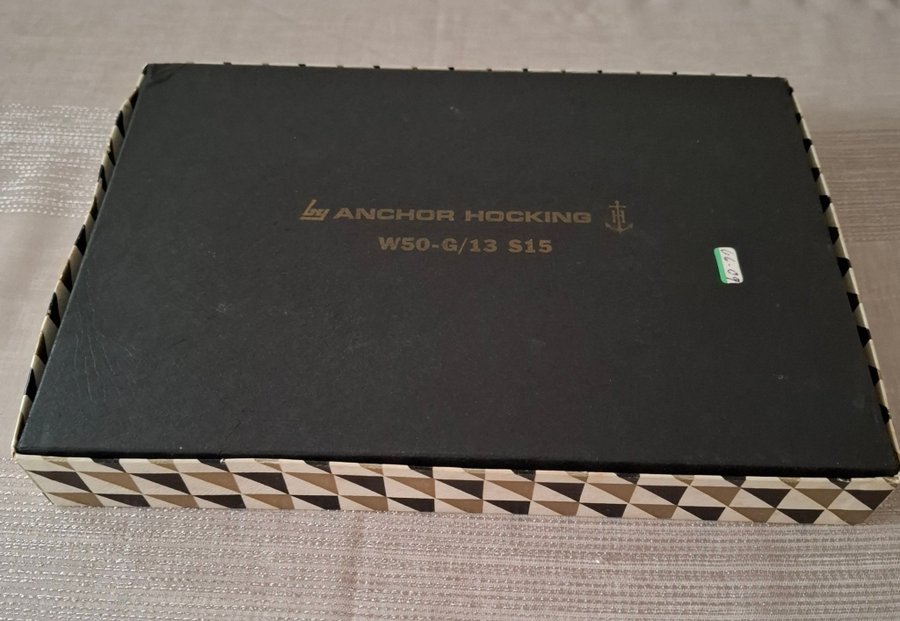 by ANCHOR HOCKING
W50-G/13 S15